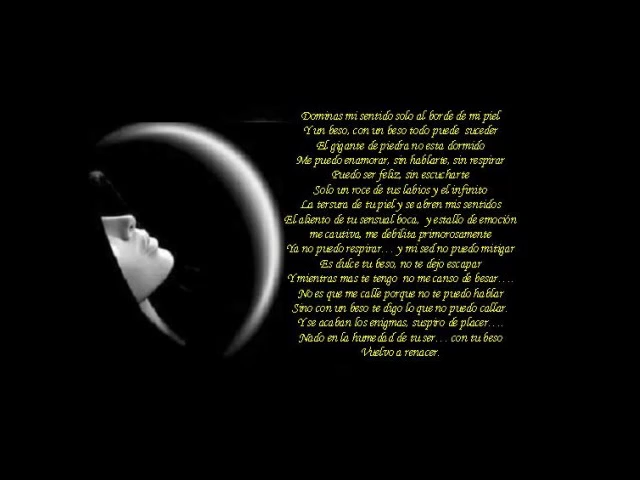 Dominas mi sentido solo al borde de mi piel
Y un beso, con un beso todo puede suceder
El gigante de piedra no esta dormido
Me puedo enamorar, sin hablarte, sin respirar
Puedo ser feliz, sin escucharte
Solo un roce de tus labios y el infinito
La tersura de tu piel y se abren mis sentidos
El aliento de tu sensual boca, y estallo de emoción
me cautiva, me debilita primorosamente
Ya no puedo respirar… y mi sed no puedo mitigar
Es dulce tu beso, no te dejo escapar
Y mientras mas te tengo no me canso de besar….
No es que me calle porque no te puedo hablar
Sino con un beso te digo lo que no puedo callar.
Y se acaban los enigmas, suspiro de placer….
Nado en la humedad de tu ser… con tu beso
Vuelvo a renacer.